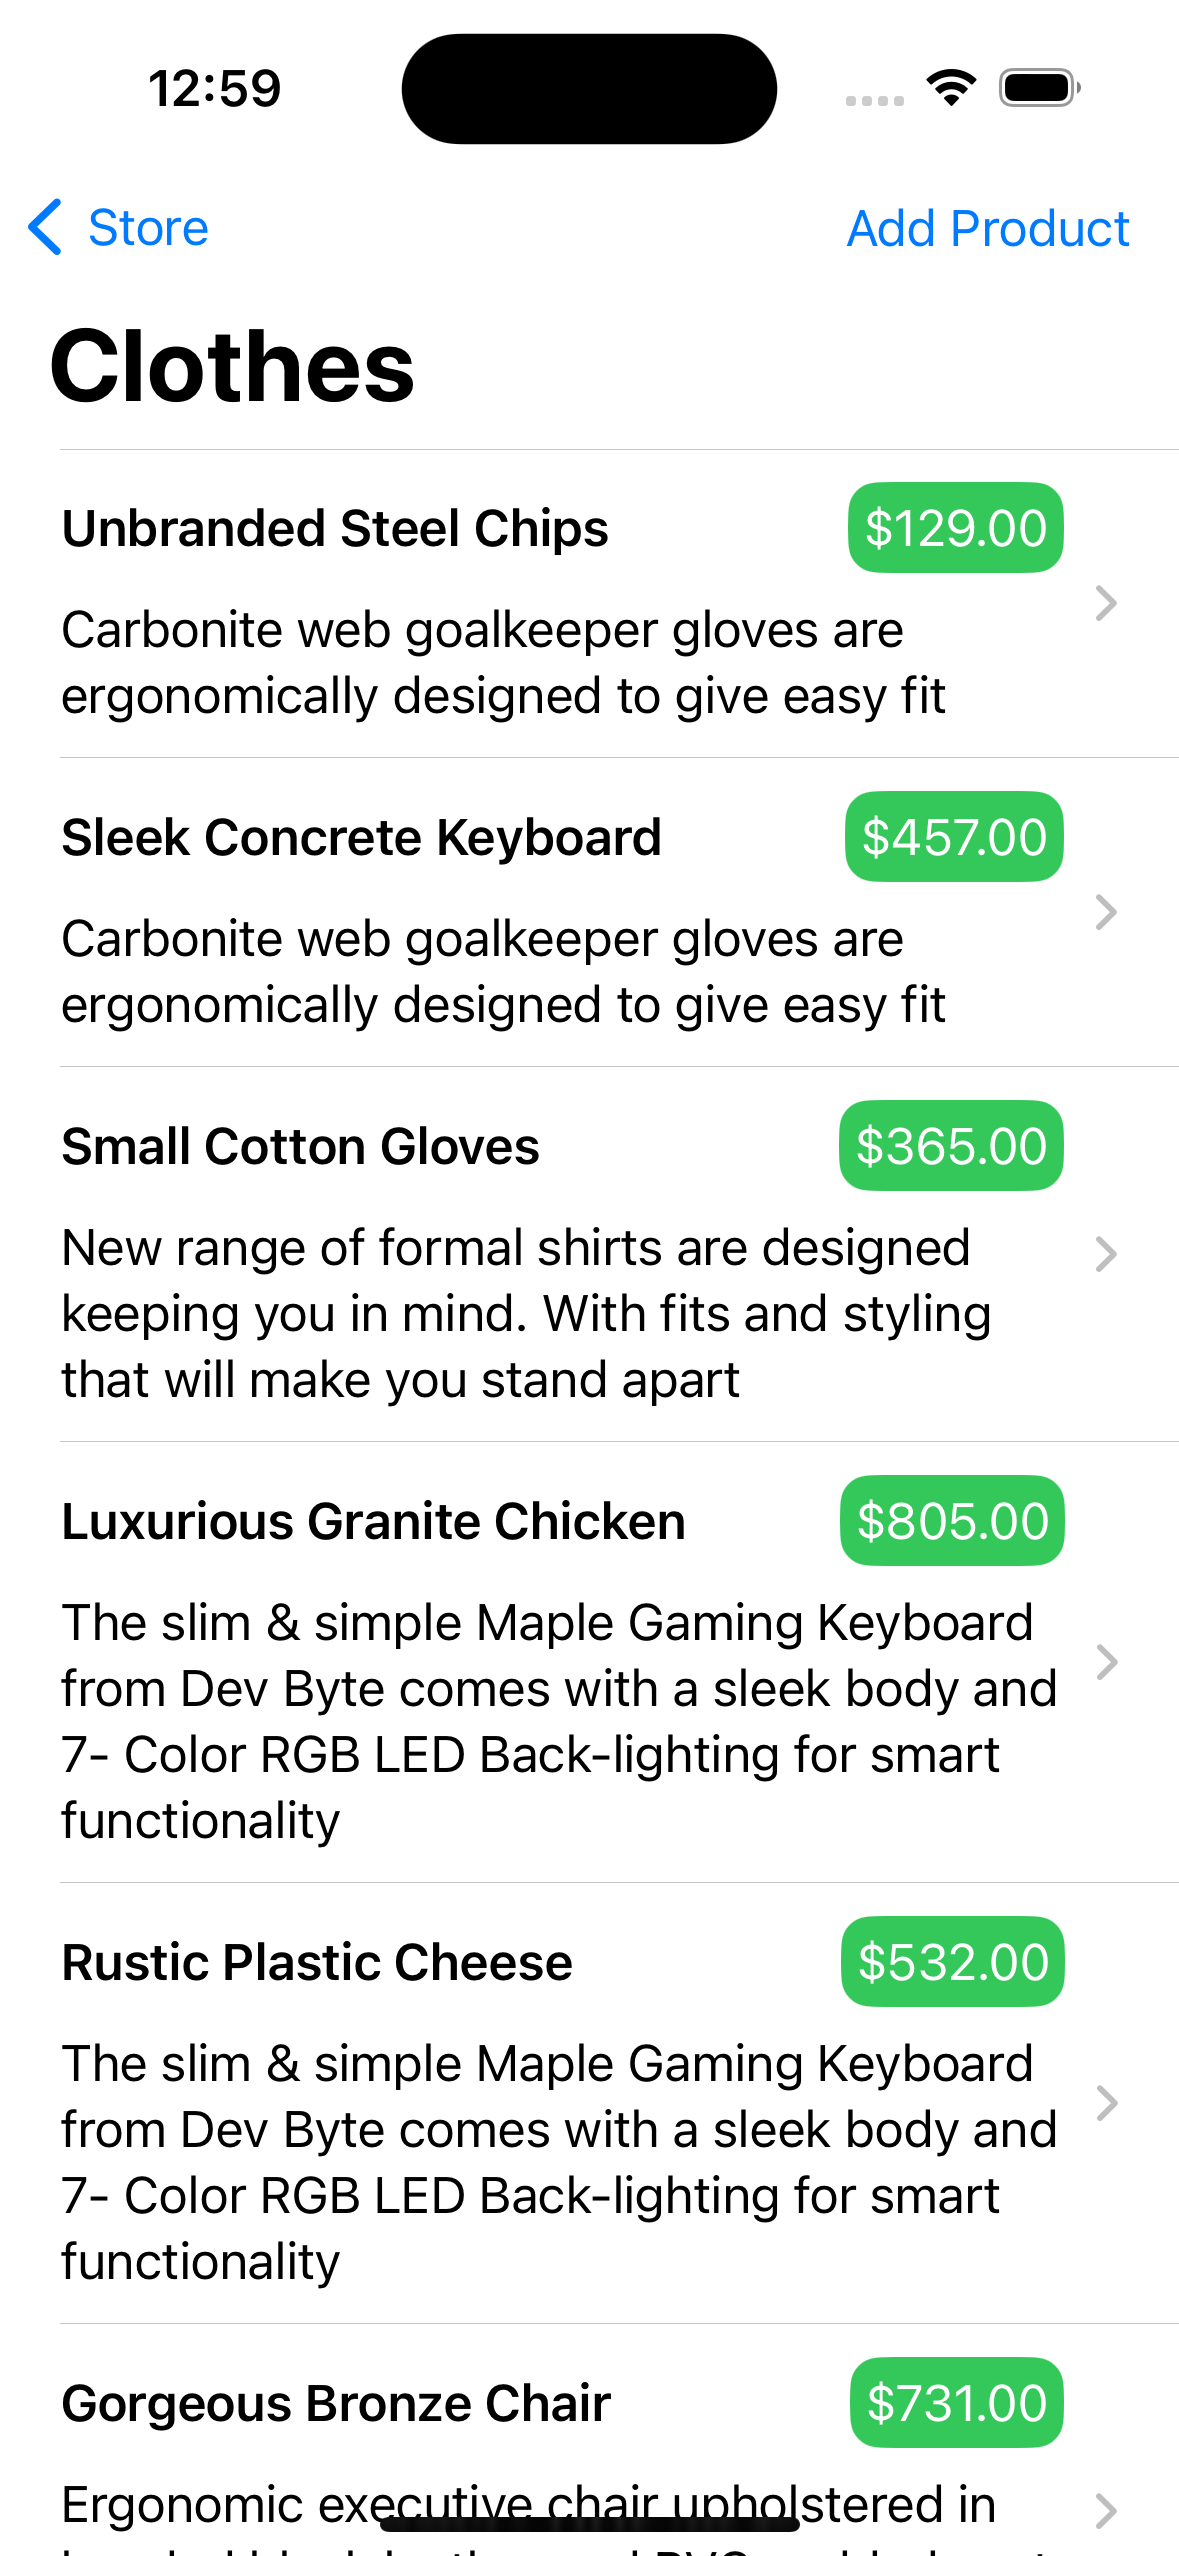 12:59
Store
Add Product
Clothes
Unbranded Steel Chips
$129.00
Carbonite web goalkeeper gloves are
ergonomically designed to give easy fit
Sleek Concrete Keyboard
$457.00
Carbonite web goalkeeper gloves are
ergonomically designed to give easy fit
Small Cotton Gloves
$365.00
New range of formal shirts are designed
keeping you in mind. With fits and styling
that will make you stand apart
Luxurious Granite Chicken
$805.00
The slim & simple Maple Gaming Keyboard
from Dev Byte comes with a sleek body and
7- Color RGB LED Back-lighting for smart
functionality
Rustic Plastic Cheese
$532.00
The slim & simple Maple Gaming Keyboard
from Dev Byte comes with a sleek body and
7- Color RGB LED Back-lighting for smart
functionality
Gorgeous Bronze Chair
$731.00
Ergonomic executive chair upholstered in